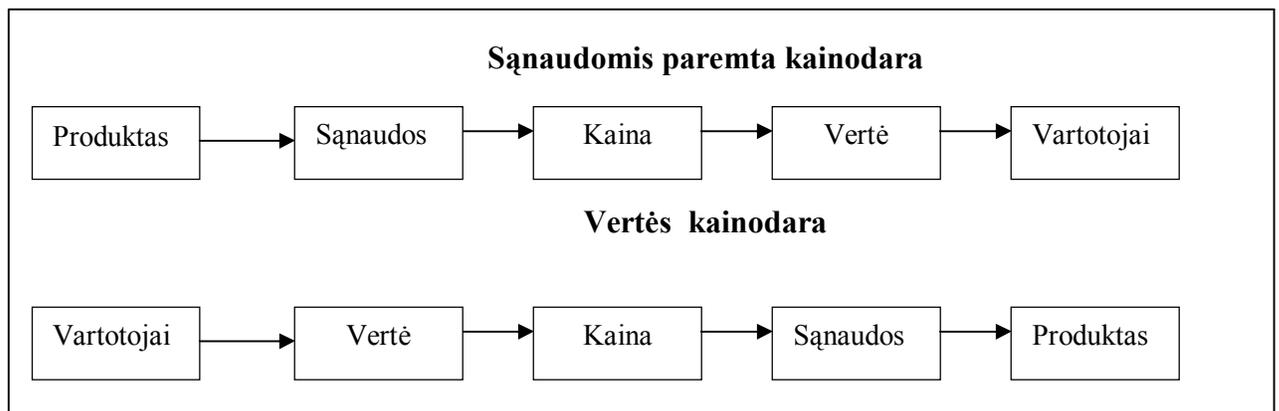 Sąnaudomis paremta kainodara
Produktas Sąnaudos Kaina Vertė Vartotojai
Vertės kainodara
Vartotojai Vertė Kaina Sąnaudos Produktas